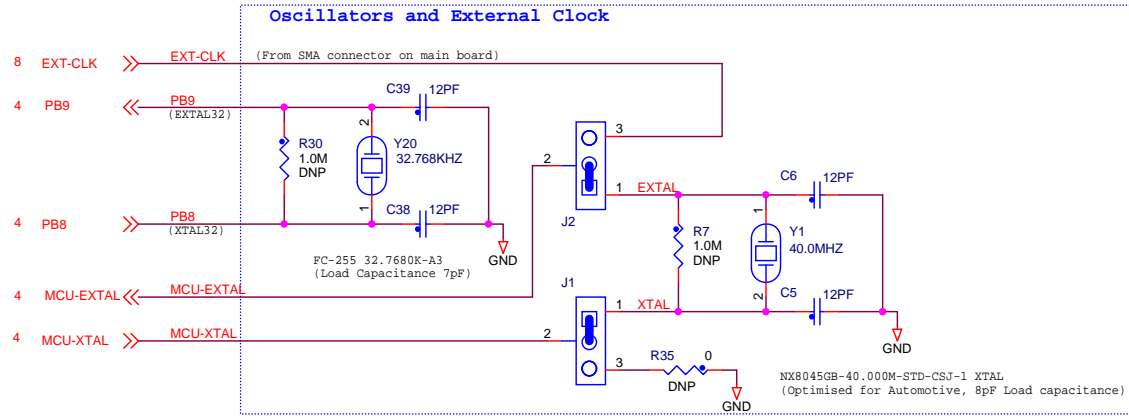 Oscillators and External Clock
8 EXT-CLK EXT-CLK (From SMA connector on main board)
4 PB9 PB9
(EXTAL32)
C39 12PF
R30
1.0M
DNP
2
Y20
32.768KHZ
1
C38 12PF
4 PB8 PB8
(XTAL32)
GND
FC-255 32.7680K-A3
(Load Capacitance 7pF)
3
2
1
J2
EXTAL
C6 12PF
R7
1.0M
DNP
1
Y1
40.0MHZ
2
C5 12PF
4 MCU-EXTAL MCU-EXTAL
J1
1
XTAL
4 MCU-XTAL MCU-XTAL
2
3
R35 0
DNP
GND
GND
NX8045GB-40.000M-STD-CSJ-1 XTAL
(Optimised for Automotive, 8pF Load capacitance)